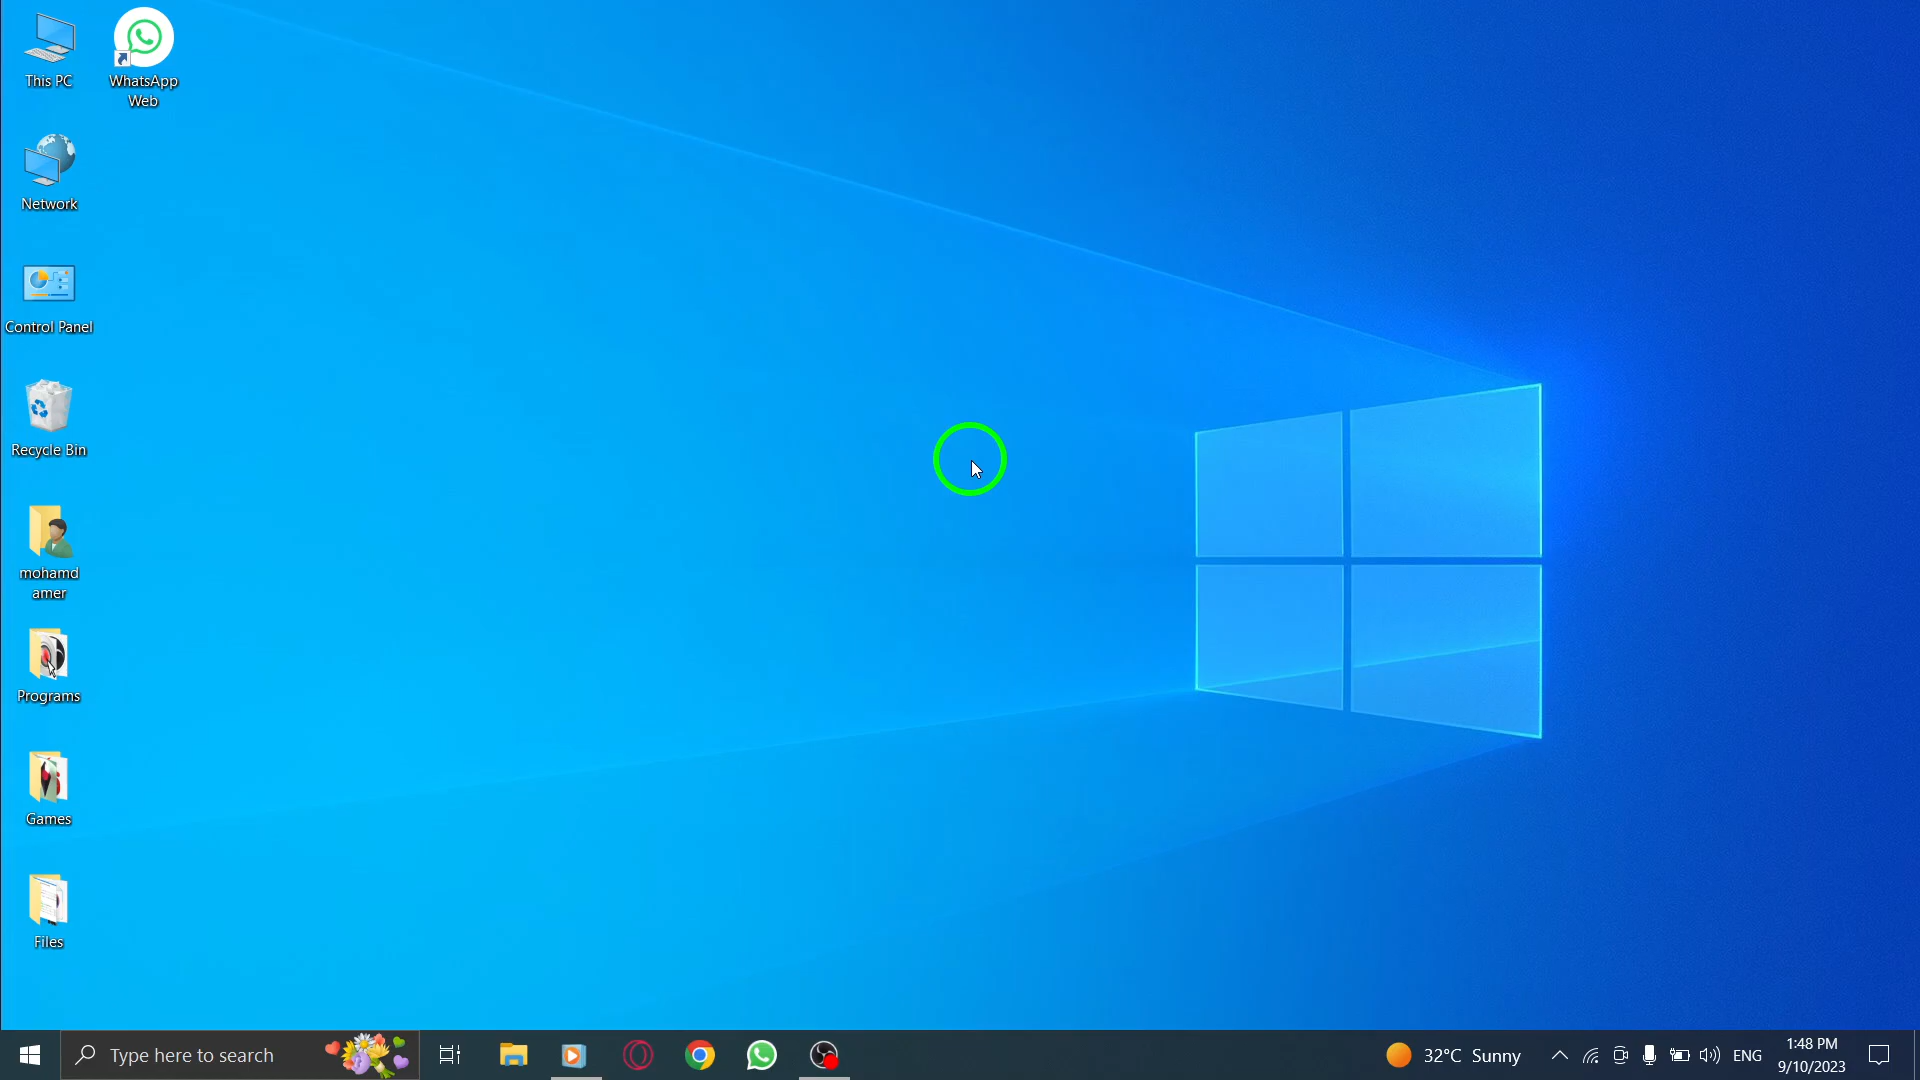 This PC
WhatsApp
Web
Network
Control Panel
Recycle Bin
mohamd
amer
Programs
Games
Files
Type here to search
32°C Sunny
ENG
1:48 PM
9/10/2023